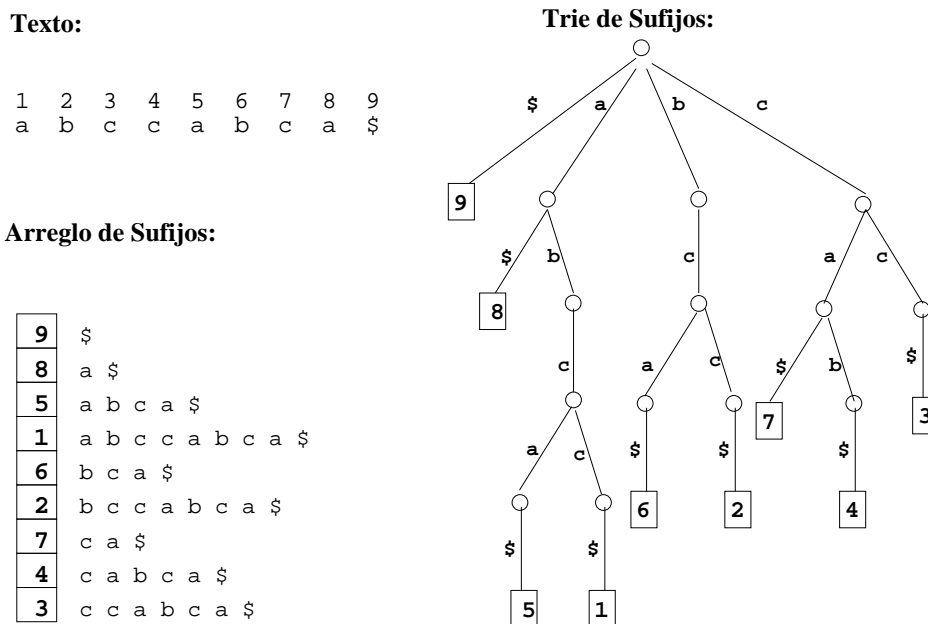 Texto:
1 2 3 4 5 6 7 8 9
a b c c a b c a $
Arreglo de Sufijos:
9 $
8 a $
5 a b c a $
1 a b c c a b c a $
6 b c a $
2 b c c a b c a $
7 c a $
4 c a b c a $
3 c c a b c a $
Trie de Sufijos:
$ a b c
9
$ b c a c
8
c a c $ b $
7 3
a c $ $ $
6 2 4
$ $
5 1